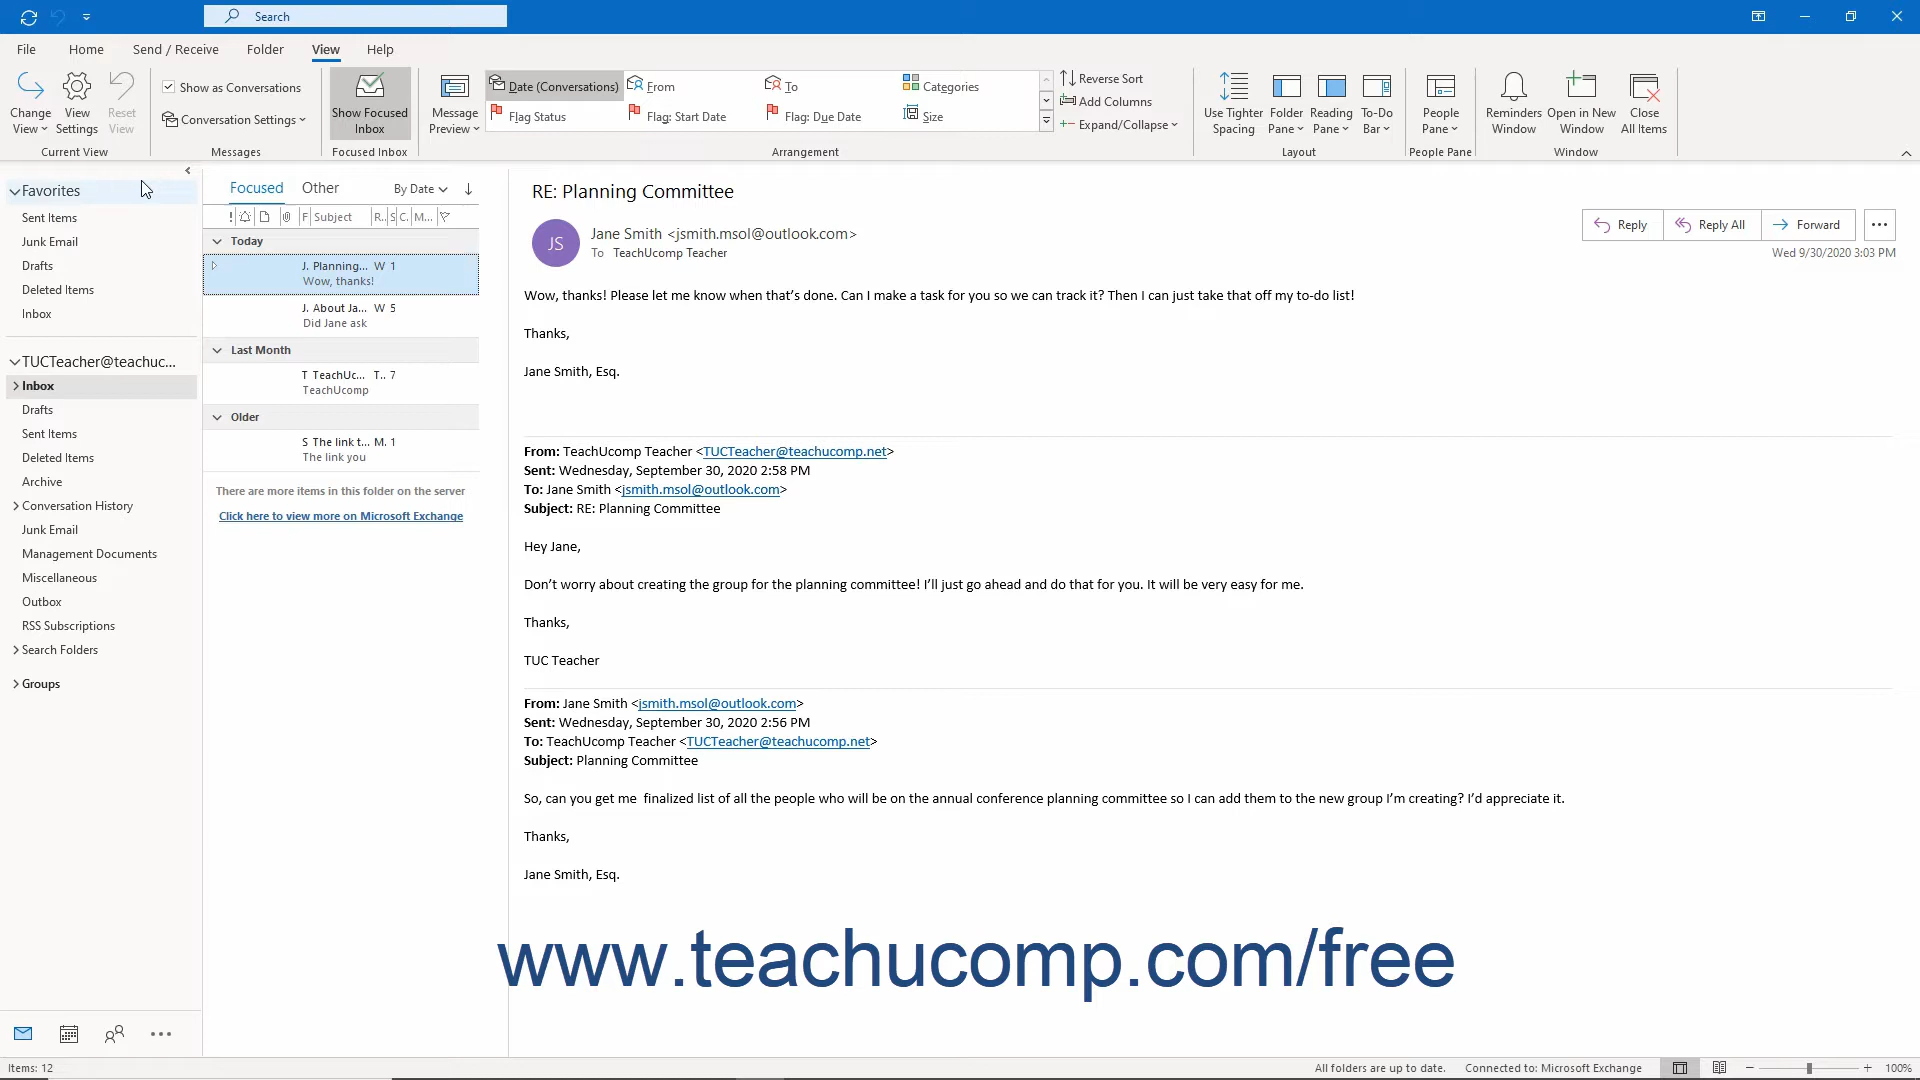 Search
File Home Send / Receive Folder View Help
Change View
View Settings
Reset View
Current View
Show as Conversations
Conversation Settings
Messages
Show Focused Inbox
Focused Inbox
Message Preview
Date (Conversations) From To Categories
Flag Status Flag: Start Date Flag: Due Date Size
Reverse Sort
Add Columns
Expand/Collapse
Arrangement
Use Tighter Spacing
Folder Pane
Reading Pane
To-Do Bar
Layout
People Pane
People Pane
Reminders Window
Open in New Window
Close All Items
Window
Favorites
Sent Items
Junk Email
Drafts
Deleted Items
Inbox
TUCTeacher@teachuc...
Inbox
Drafts
Sent Items
Deleted Items
Archive
Conversation History
Junk Email
Management Documents
Miscellaneous
Outbox
RSS Subscriptions
Search Folders
Groups
Focused Other By Date
! F Subject R.. S C. M...
Today
J. Planning... W 1
Wow, thanks!
J. About Ja... W 5
Did Jane ask
Last Month
T TeachUc... T.. 7
TeachUcomp
Older
S The link t... M. 1
The link you
There are more items in this folder on the server
Click here to view more on Microsoft Exchange
RE: Planning Committee
JS
Jane Smith <jsmith.msol@outlook.com>
To TeachUcomp Teacher
Reply Reply All Forward
Wed 9/30/2020 3:03 PM
Wow, thanks! Please let me know when that's done. Can I make a task for you so we can track it? Then I can just take that off my to-do list!
Thanks,
Jane Smith, Esq.
From: TeachUcomp Teacher <TUCTeacher@teachucomp.net>
Sent: Wednesday, September 30, 2020 2:58 PM
To: Jane Smith <jsmith.msol@outlook.com>
Subject: RE: Planning Committee
Hey Jane,
Don't worry about creating the group for the planning committee! I'll just go ahead and do that for you. It will be very easy for me.
Thanks,
TUC Teacher
From: Jane Smith <jsmith.msol@outlook.com>
Sent: Wednesday, September 30, 2020 2:56 PM
To: TeachUcomp Teacher <TUCTeacher@teachucomp.net>
Subject: Planning Committee
So, can you get me  finalized list of all the people who will be on the annual conference planning committee so I can add them to the new group I'm creating? I'd appreciate it.
Thanks,
Jane Smith, Esq.
www.teachucomp.com/free
Items: 12
All folders are up to date. Connected to: Microsoft Exchange 100%